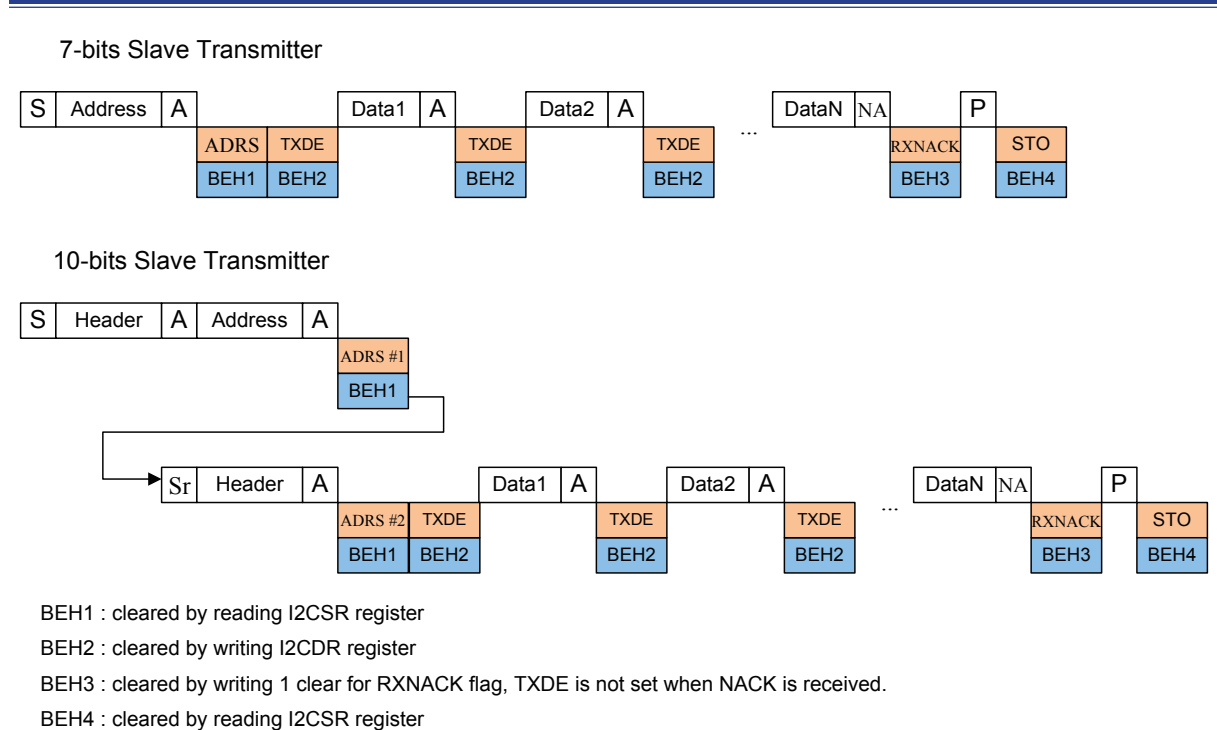 7-bits Slave Transmitter
S Address A Data1 A Data2 A DataN NA P
ADRS TXDE TXDE TXDE ... RXNACK STO
BEH1 BEH2 BEH2 BEH2 BEH3 BEH4
10-bits Slave Transmitter
S Header A Address A
ADRS #1
BEH1
Sr Header A Data1 A Data2 A DataN NA P
ADRS #2 TXDE TXDE TXDE ... RXNACK STO
BEH1 BEH2 BEH2 BEH2 BEH3 BEH4
BEH1 : cleared by reading I2CSR register
BEH2 : cleared by writing I2CDR register
BEH3 : cleared by writing 1 clear for RXNACK flag, TXDE is not set when NACK is received.
BEH4 : cleared by reading I2CSR register